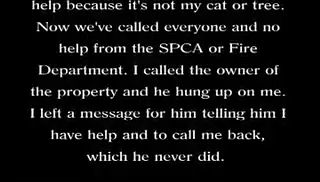 help because it's not my cat or tree.
Now we've called everyone and no
help from the SPCA or Fire
Department. I called the owner of
the property and he hung up on me.
I left a message for him telling him I
have help and to call me back,
which he never did.